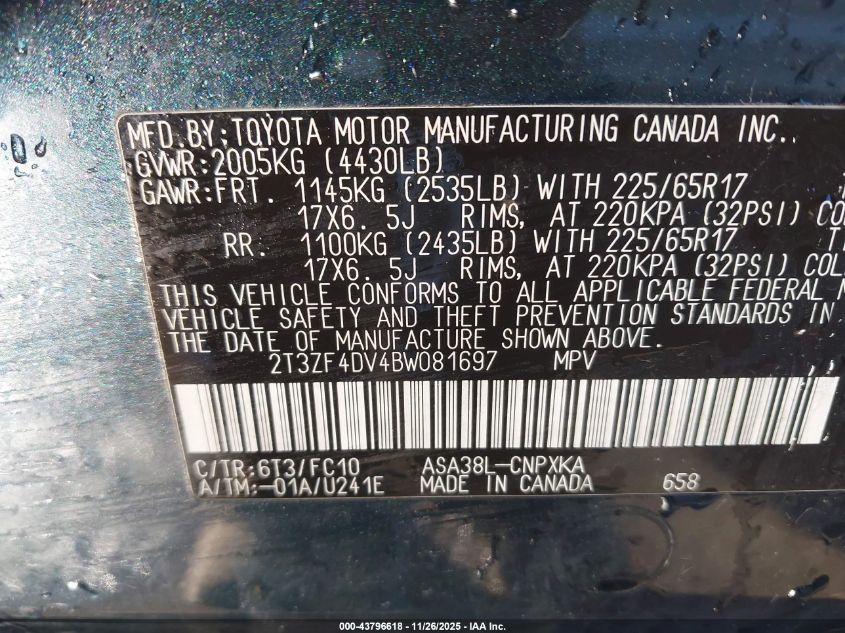 MFD.BY:TOYOTA MOTOR MANUFACTURING CANADA INC.
GVWR:2005KG (4430LB)
GAWR:FRT. 1145KG (2535LB) WITH 225/65R17
17X6. 5J RIMS, AT 220KPA (32PSI) COL
RR. 1100KG (2435LB) WITH 225/65R17
17X6. 5J RIMS, AT 220KPA (32PSI) COL
THIS VEHICLE CONFORMS TO ALL APPLICABLE FEDERAL
VEHICLE SAFETY AND THEFT PREVENTION STANDARDS IN
THE DATE OF MANUFACTURE SHOWN ABOVE.
2T3ZF4DV4BW081697 MPV
C/TR:6T3/FC10 ASA38L-CNPXKA
A/TM:-01A/U241E MADE IN CANADA 658
000-43796618 - 11/26/2025 - IAA Inc.